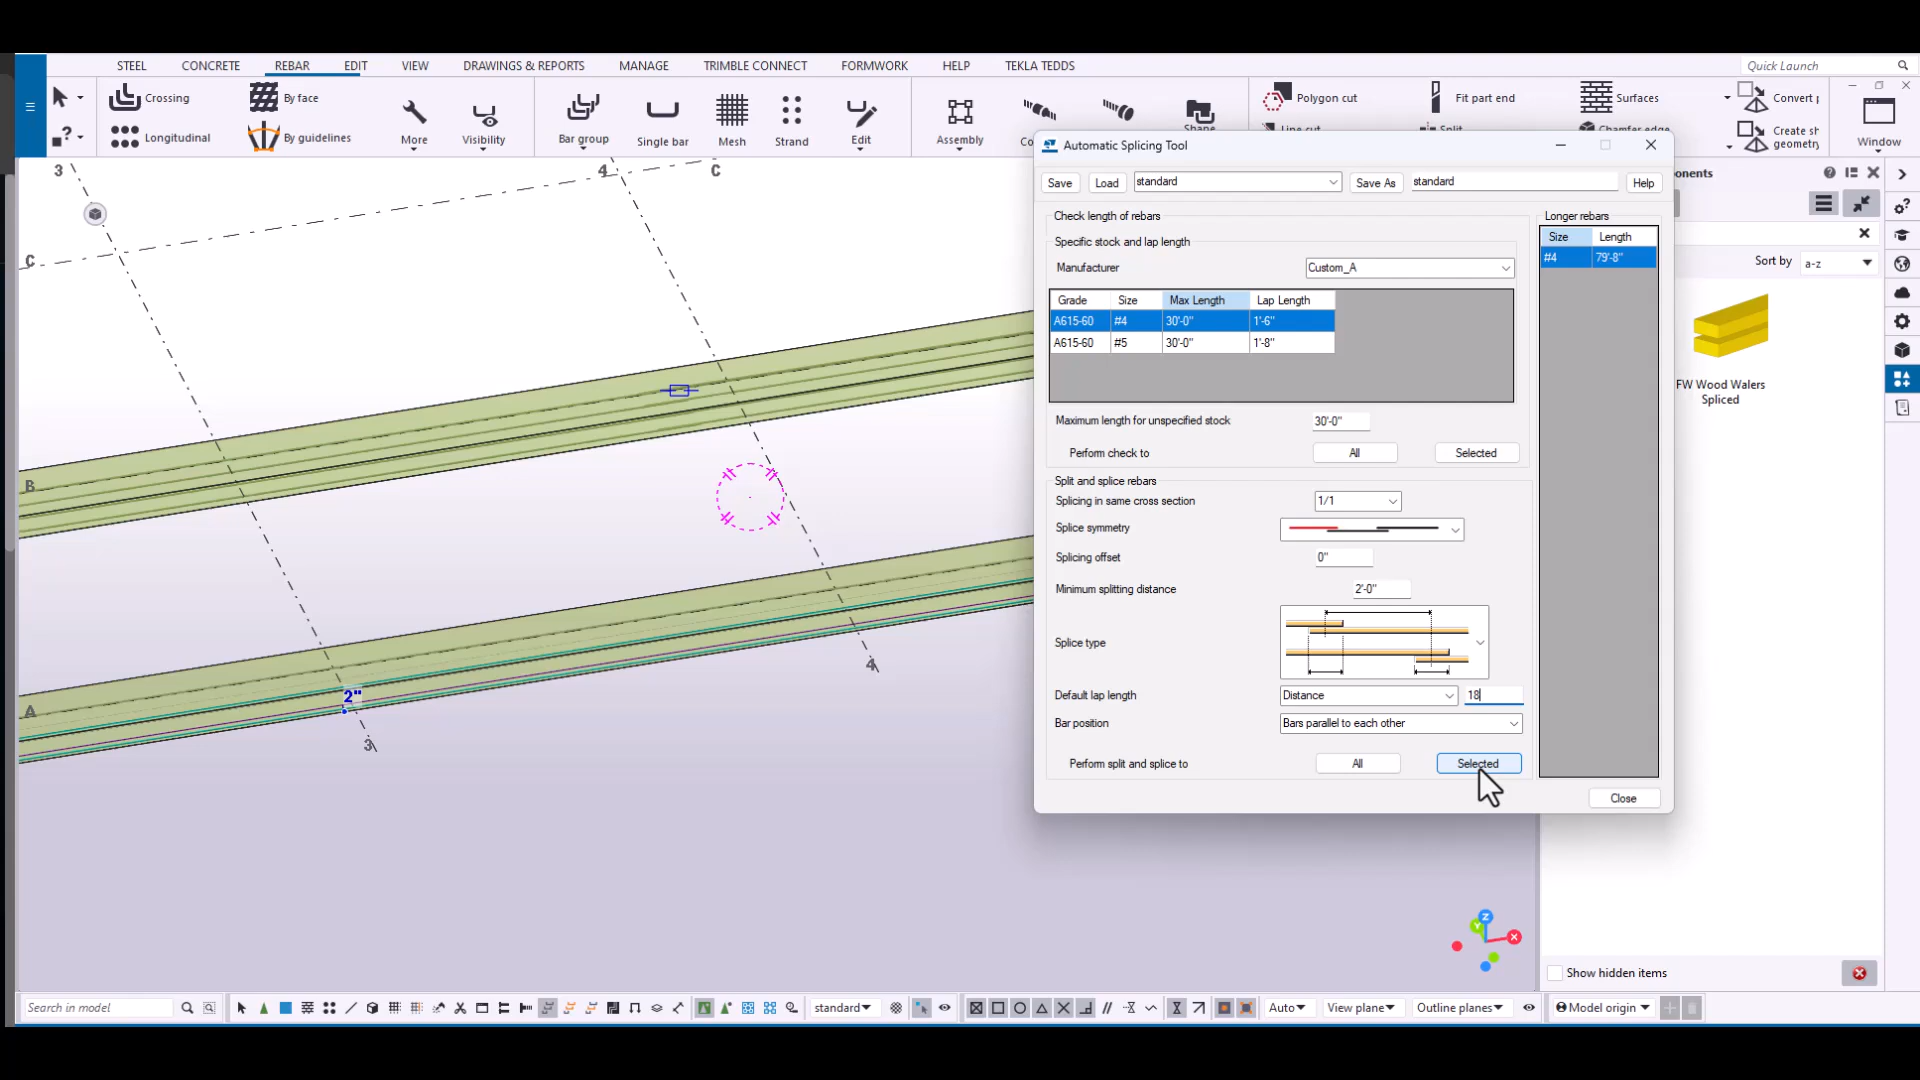 STEEL CONCRETE REBAR EDIT VIEW DRAWINGS & REPORTS MANAGE TRIMBLE CONNECT FORMWORK HELP TEKLA TEDDS Quick Launch
Crossing By face Polygon cut Fit part end Surfaces Convert
Longitudinal By guidelines More Visibility Bar group Single bar Mesh Strand Edit Assembly Split Create sh
geometry Window
3 4 C
C
B
A
2"
3
4
Automatic Splicing Tool
Save Load standard Save As standard Help
Check length of rebars
Specific stock and lap length
Manufacturer Custom_A
Grade Size Max Length Lap Length
A615-60 #4 30'-0" 1'-6"
A615-60 #5 30'-0" 1'-8"
Maximum length for unspecified stock 30'-0"
Perform check to All Selected
Split and splice rebars
Splicing in same cross section 1/1
Splice symmetry
Splicing offset 0"
Minimum splitting distance 2'-0"
Splice type
Default lap length Distance 18
Bar position Bars parallel to each other
Perform split and splice to All Selected
Longer rebars
Size Length
#4 79'-8"
Close
Sort by a-z
FW Wood Walers
Spliced
Z
Y
X
Show hidden items
Search in model standard Auto View plane Outline planes Model origin